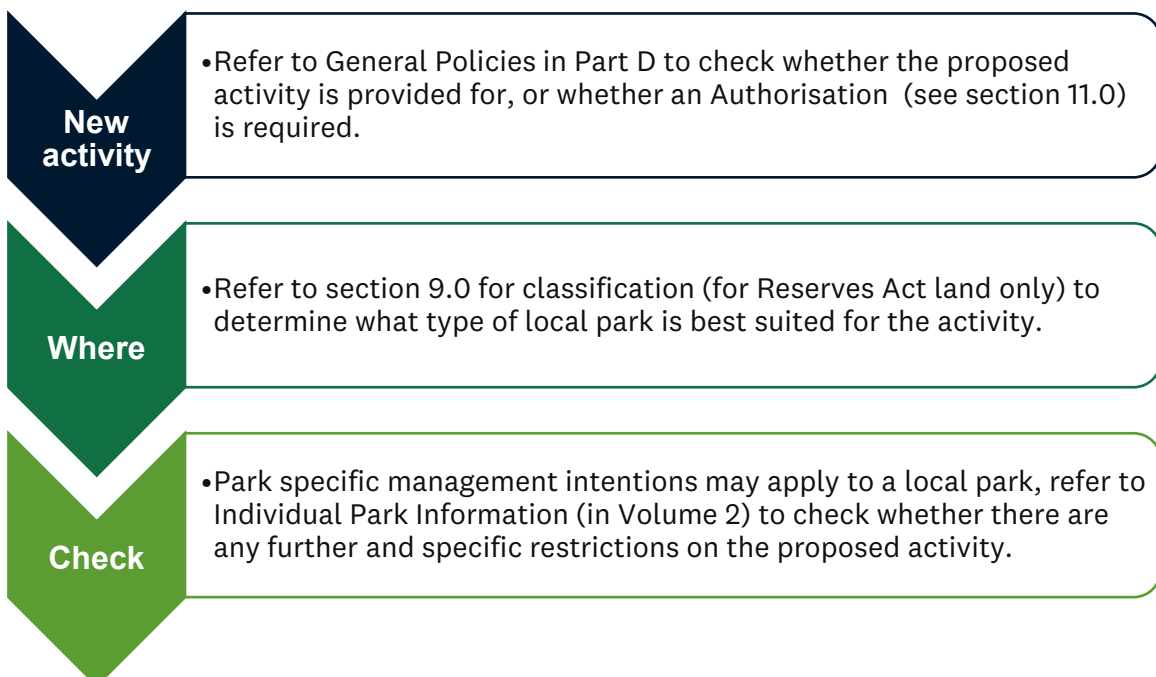 New
activity
•Refer to General Policies in Part D to check whether the proposed
activity is provided for, or whether an Authorisation  (see section 11.0)
is required.
Where
•Refer to section 9.0 for classification (for Reserves Act land only) to
determine what type of local park is best suited for the activity.
Check
•Park specific management intentions may apply to a local park, refer to
Individual Park Information (in Volume 2) to check whether there are
any further and specific restrictions on the proposed activity.